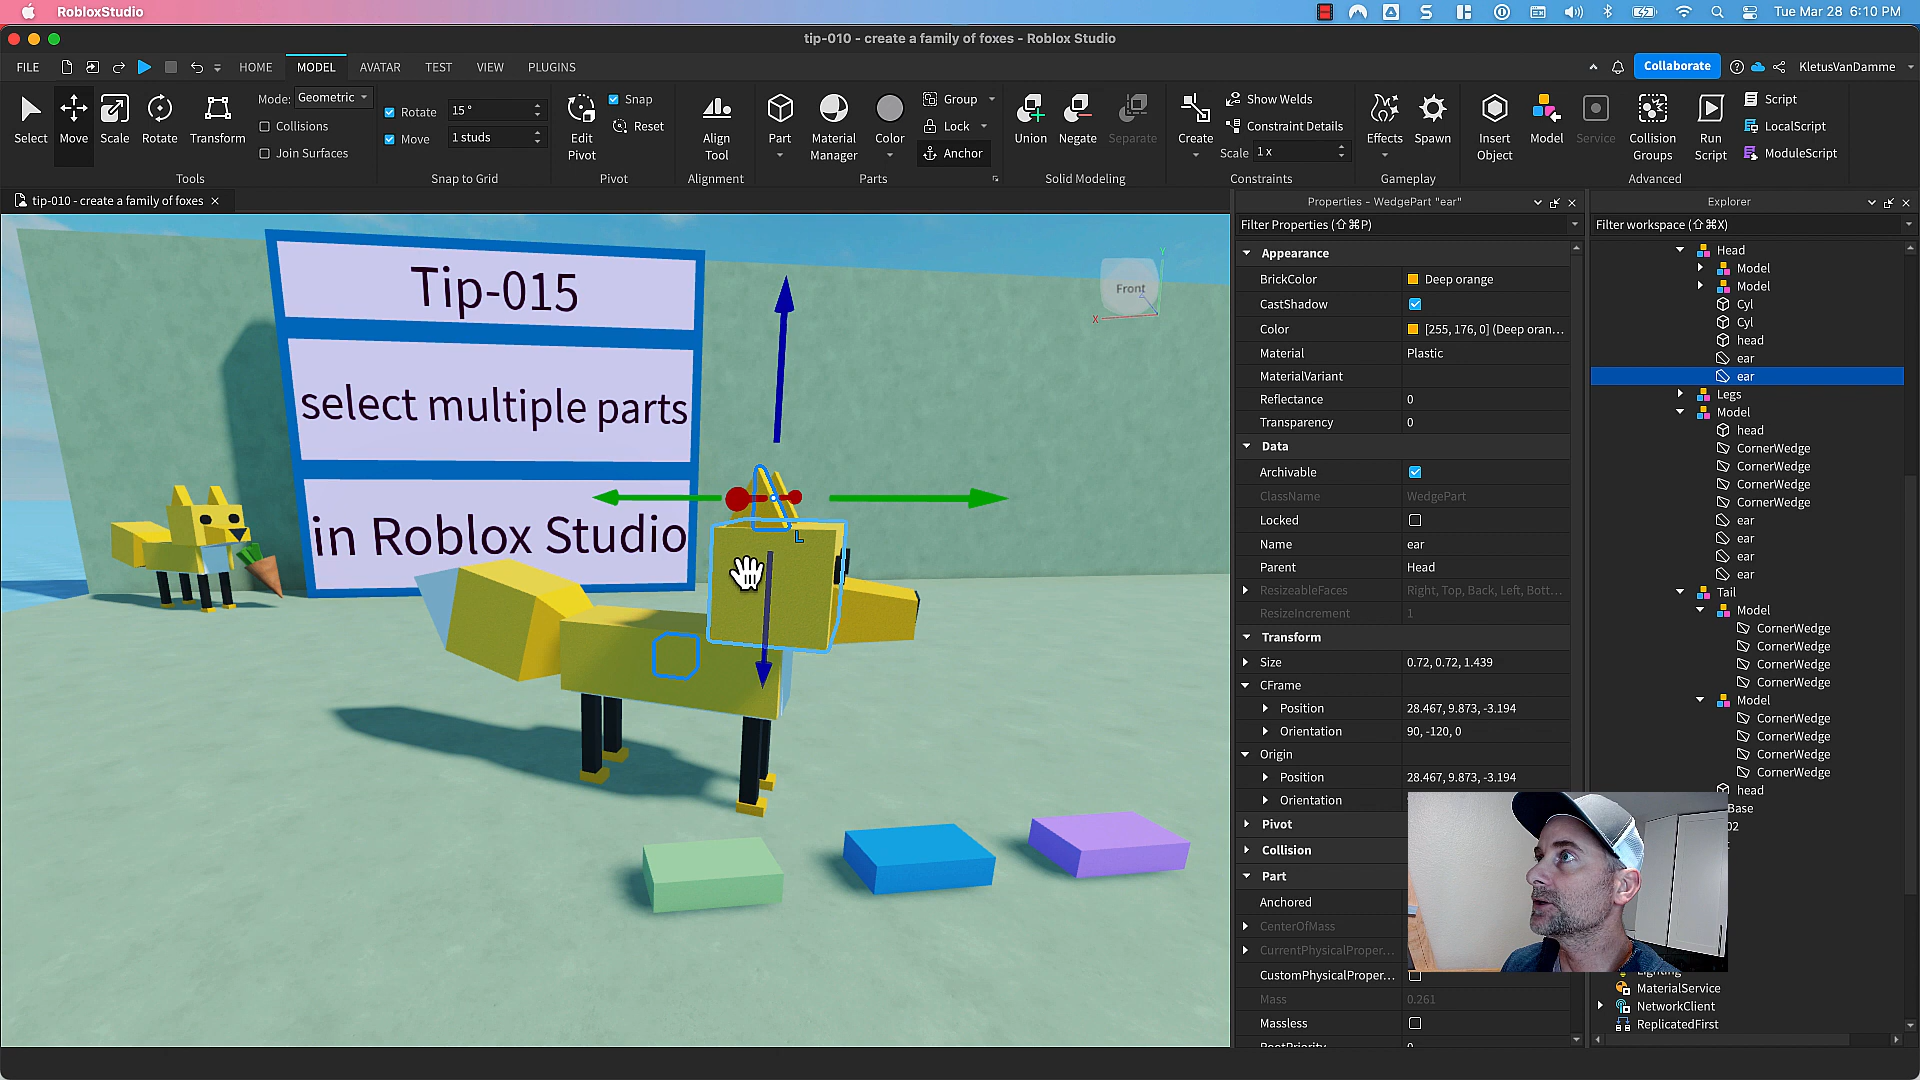 RobloxStudio
Tue Mar 28 6:10 PM
tip-010 - create a family of foxes - Roblox Studio
FILE
HOME
MODEL
AVATAR
TEST
VIEW
PLUGINS
Collaborate
KletusVanDamme
Select
Move
Scale
Rotate
Transform
Mode: Geometric
Collisions
Join Surfaces
Tools
Rotate 15 °
Move 1 studs
Snap to Grid
Edit Pivot
Snap
Reset
Pivot
Align Tool
Alignment
Part
Material Manager
Color
Group
Lock
Anchor
Parts
Union
Negate
Separate
Solid Modeling
Create
Show Welds
Constraint Details
Scale 1 x
Constraints
Effects
Spawn
Gameplay
Insert Object
Model
Service
Collision Groups
Run Script
Script
LocalScript
ModuleScript
Advanced
tip-010 - create a family of foxes
Tip-015
select multiple parts
in Roblox Studio
Front
X
Y
L
Properties - WedgePart "ear"
Filter Properties (⇧⌘P)
Appearance
BrickColor Deep orange
CastShadow
Color [255, 176, 0] (Deep oran...
Material Plastic
MaterialVariant
Reflectance 0
Transparency 0
Data
Archivable
ClassName WedgePart
Locked
Name ear
Parent Head
ResizeableFaces Right, Top, Back, Left, Bott...
ResizeIncrement 1
Transform
Size 0.72, 0.72, 1.439
CFrame
Position 28.467, 9.873, -3.194
Orientation 90, -120, 0
Origin
Position 28.467, 9.873, -3.194
Orientation
Pivot
Collision
Part
Anchored
CenterOfMass
CurrentPhysicalProper...
CustomPhysicalProper...
Mass 0.261
Massless
RootPriority 0
Explorer
Filter workspace (⇧⌘X)
Head
Model
Model
Cyl
Cyl
head
ear
ear
Legs
Model
head
CornerWedge
CornerWedge
CornerWedge
CornerWedge
ear
ear
ear
ear
Tail
Model
CornerWedge
CornerWedge
CornerWedge
CornerWedge
Model
CornerWedge
CornerWedge
CornerWedge
CornerWedge
head
Base
02
Lighting
MaterialService
NetworkClient
ReplicatedFirst